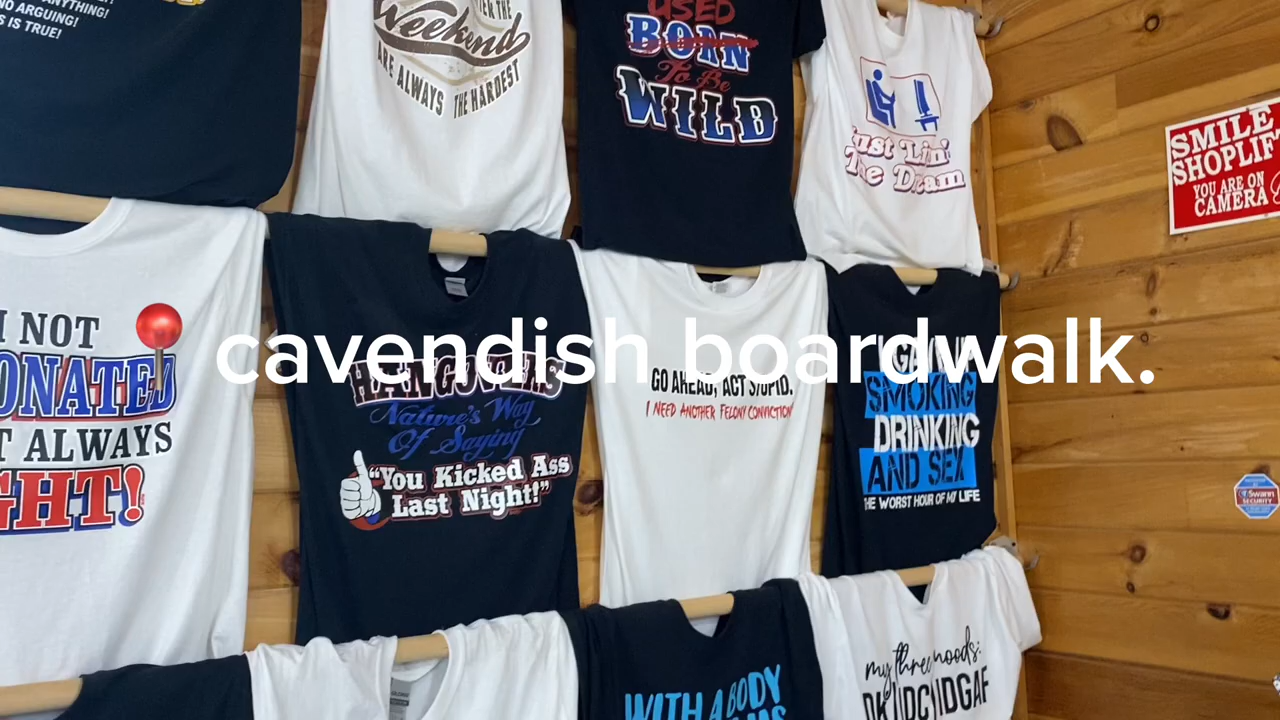 ANYTHING!
NO ARGUING!
IS TRUE!
Weekend
ARE ALWAYS THE HARDEST
USED
BORN
To Be
WILD
The Dream
SMILE
YOU ARE ON
CAMERA
NOT
ALWAYS
cavendish boardwalk.
HANGOVERS
Nature's Way
Of Saying
"You Kicked Ass
Last Night!"
GO AHEAD, ACT STUPID.
I NEED ANOTHER FELONY CONVICTION
SMOKING
DRINKING
AND SEX
THE WORST HOUR OF MY LIFE
Swann
SECURITY
WITH A BODY
my three moods:
IDGAF